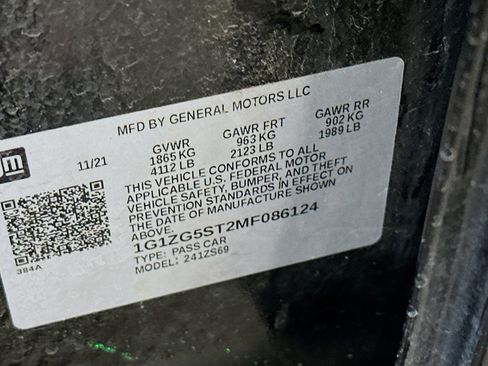 MFD BY GENERAL MOTORS LLC
gm
11/21 GVWR GAWR FRT GAWR RR
1865 KG 963 KG 902 KG
4112 LB 2123 LB 1989 LB
THIS VEHICLE CONFORMS TO ALL
APPLICABLE U.S. FEDERAL MOTOR
VEHICLE SAFETY, BUMPER, AND THEFT
PREVENTION STANDARDS IN EFFECT ON
THE DATE OF MANUFACTURE SHOWN
ABOVE.
1G1ZG5ST2MF086124
TYPE: PASS CAR
MODEL: 241ZS69
384A